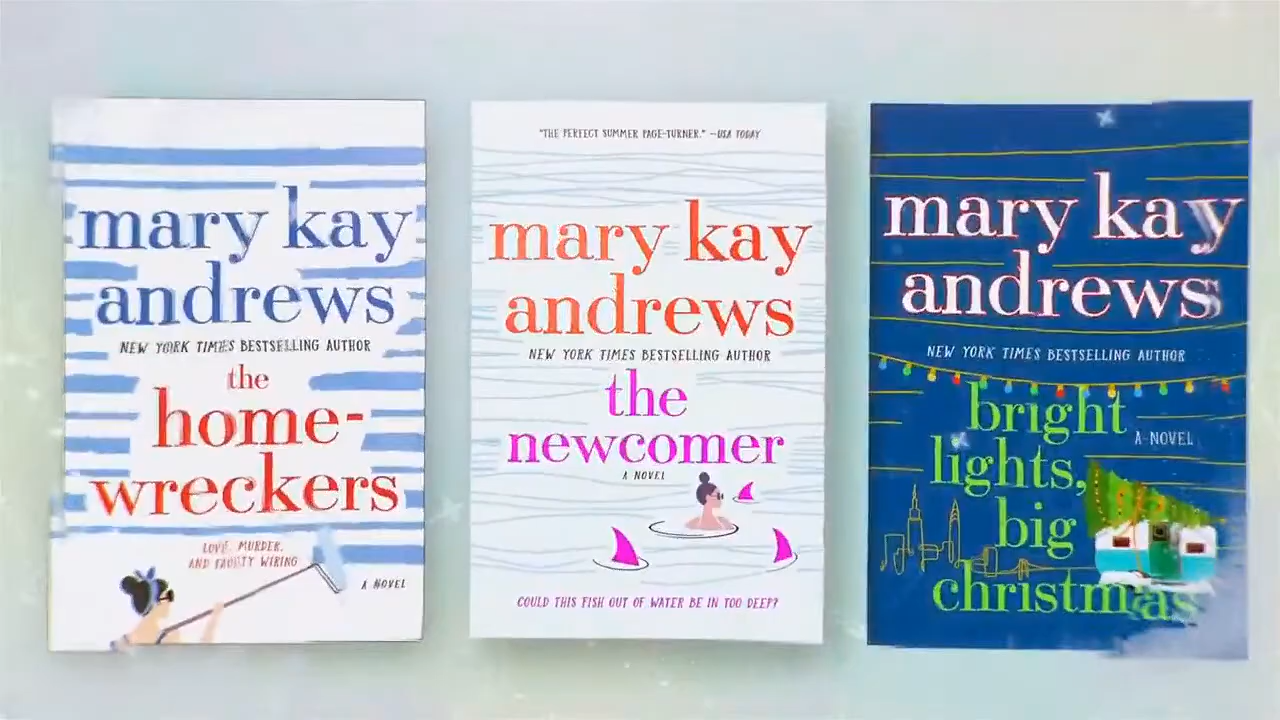 mary kay
andrews
NEW YORK TIMES BESTSELLING AUTHOR
the
home-
wreckers
LOVE, MURDER,
AND FAULTY WIRING
A NOVEL
"THE PERFECT SUMMER PAGE-TURNER." —USA TODAY
mary kay
andrews
NEW YORK TIMES BESTSELLING AUTHOR
the
newcomer
A NOVEL
COULD THIS FISH OUT OF WATER BE IN TOO DEEP?
mary kay
andrews
NEW YORK TIMES BESTSELLING AUTHOR
bright
A NOVEL
lights,
big
christmas